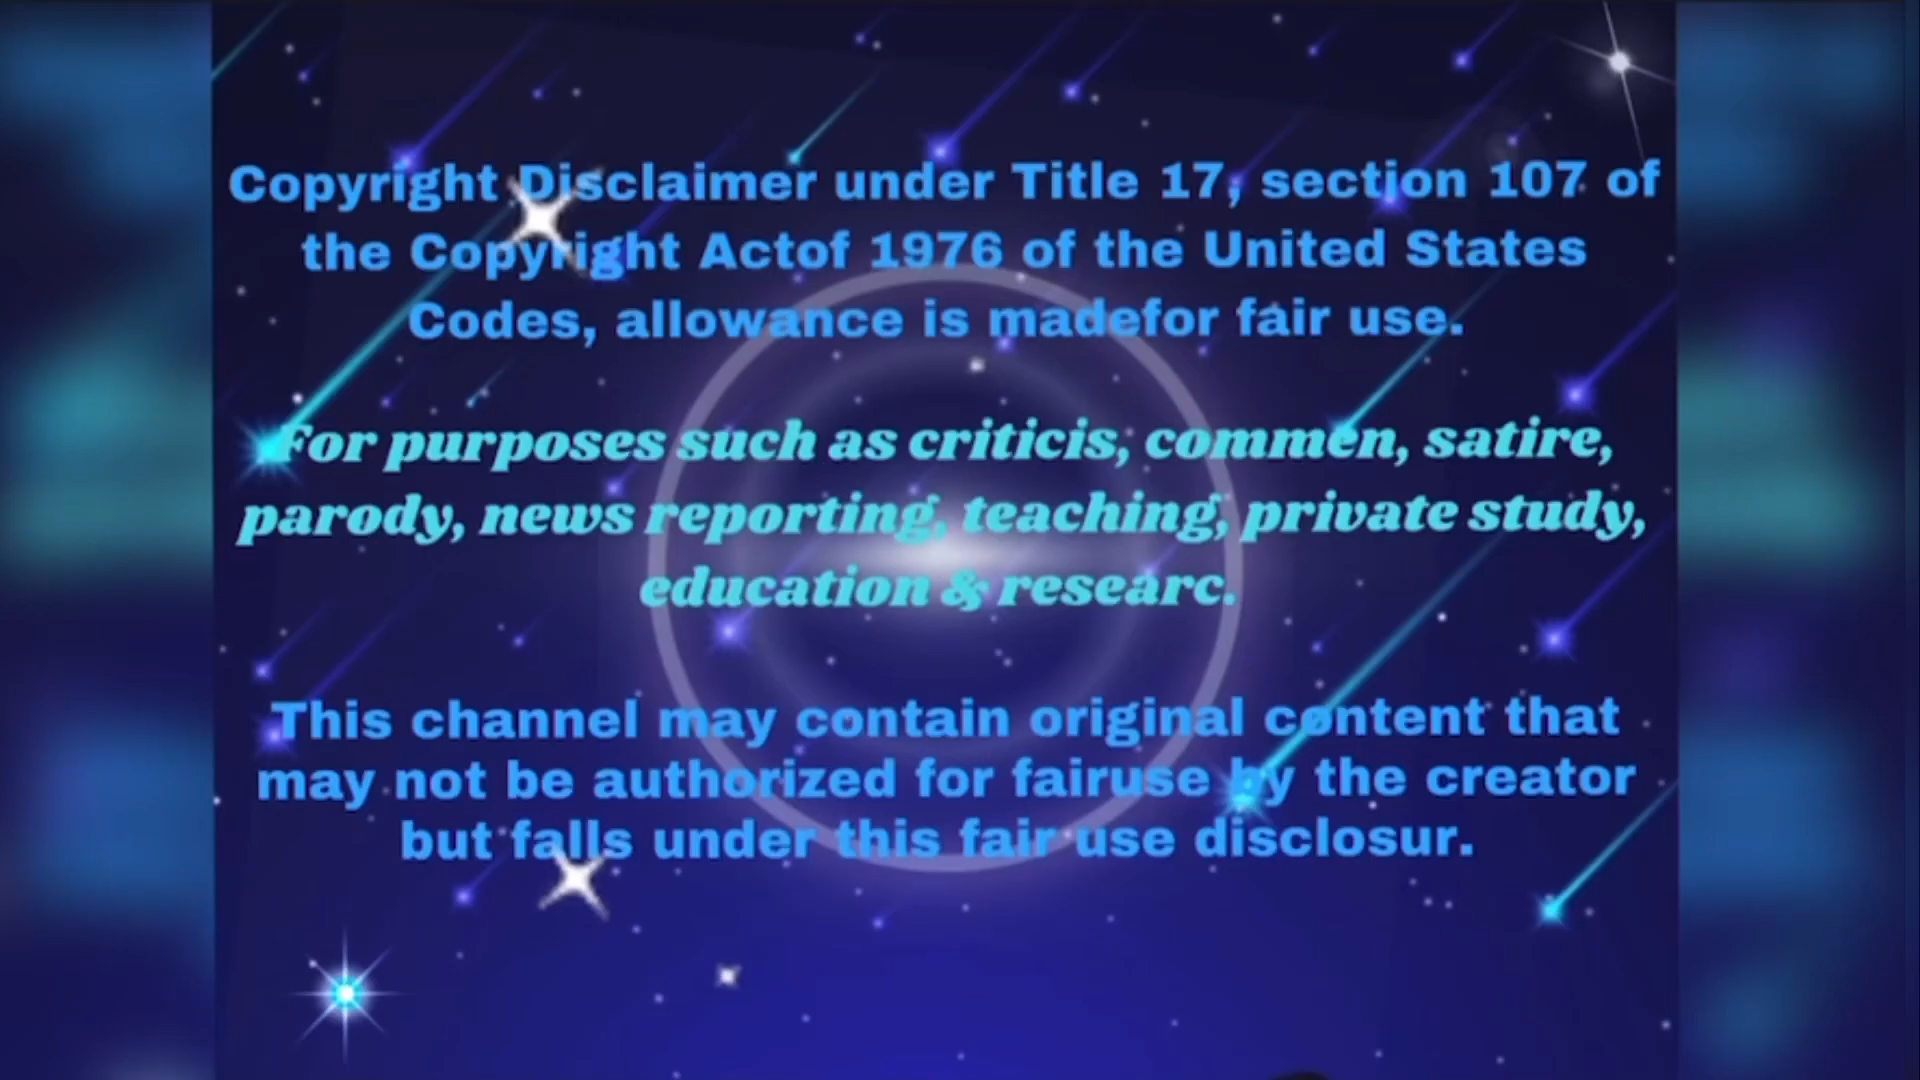 Copyright Disclaimer under Title 17, section 107 of
the Copyright Actof 1976 of the United States
Codes, allowance is madefor fair use.
For purposes such as criticis, commen, satire,
parody, news reporting, teaching, private study,
education & researc.
This channel may contain original content that
may not be authorized for fairuse by the creator
but falls under this fair use disclosur.